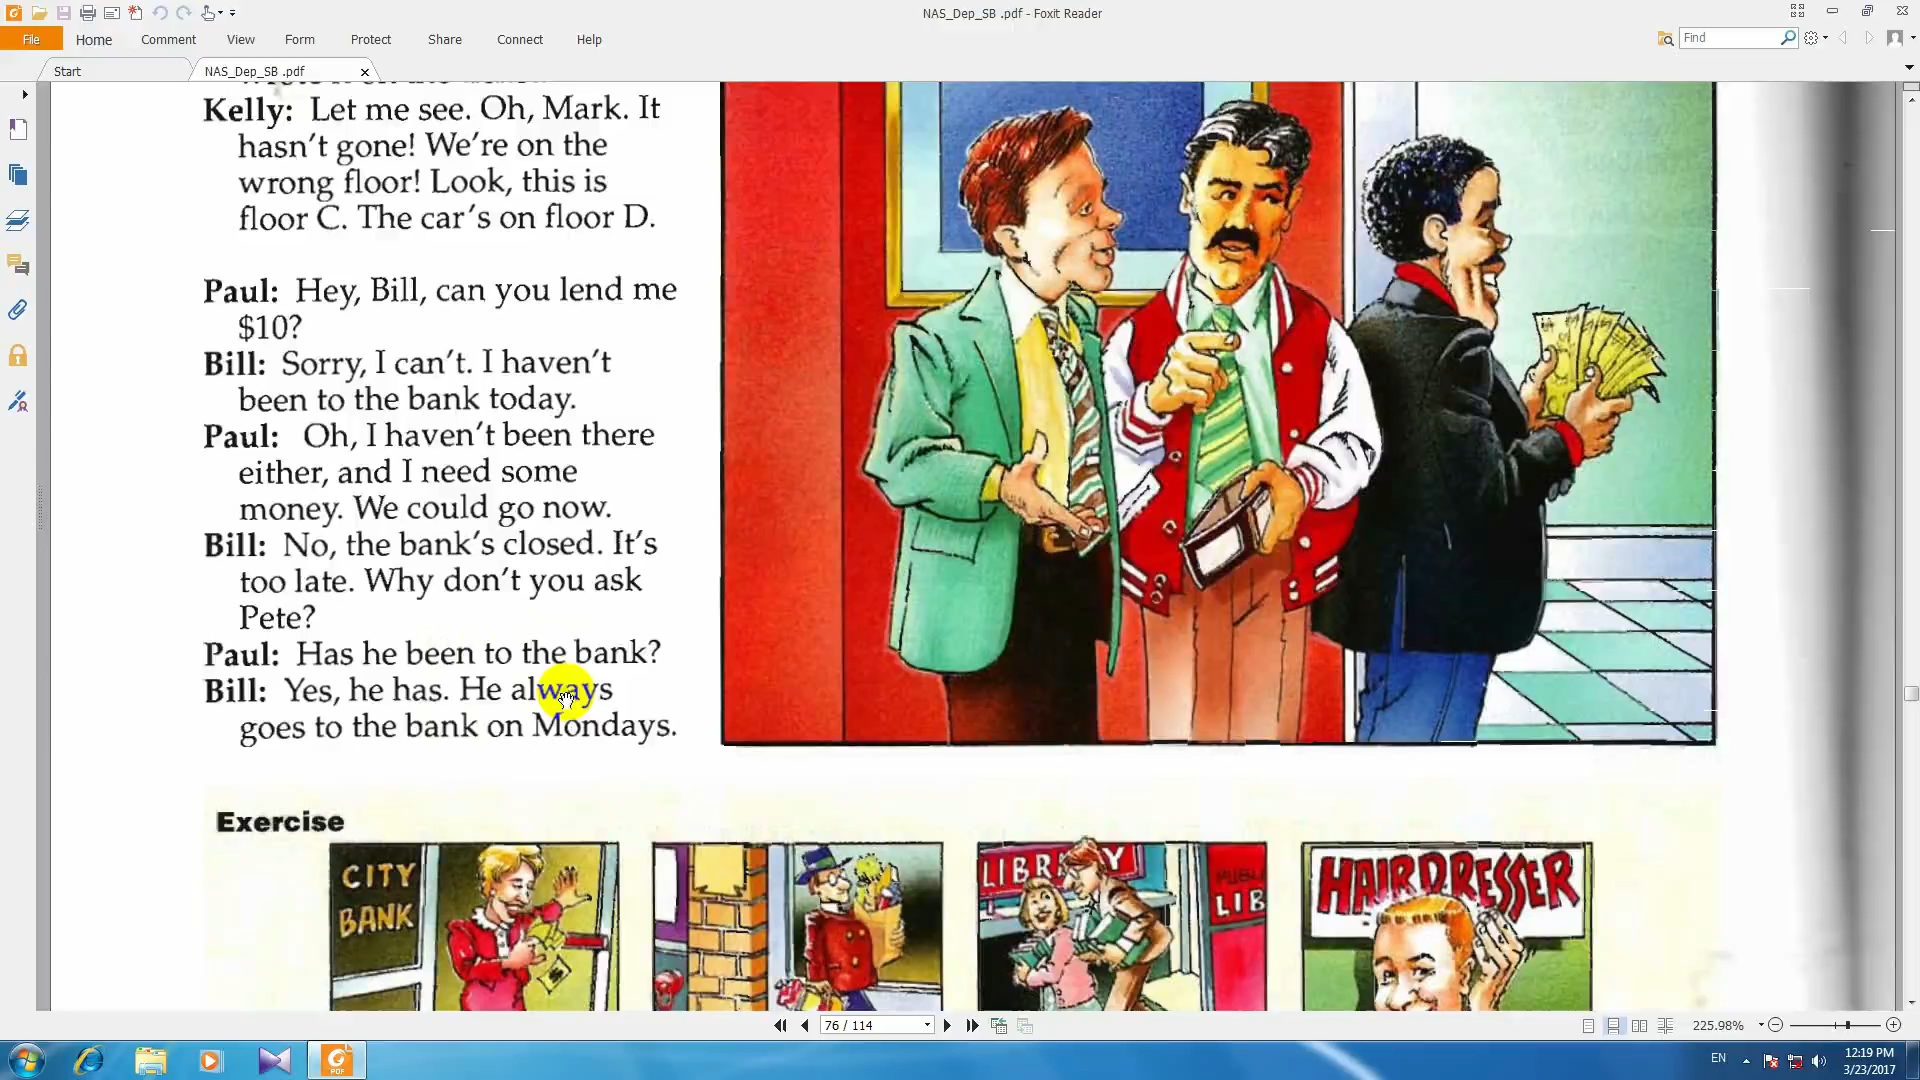 NAS_Dep_SB .pdf - Foxit Reader
File Home Comment View Form Protect Share Connect Help
Find
Start NAS_Dep_SB .pdf
Kelly: Let me see. Oh, Mark. It
hasn't gone! We're on the
wrong floor! Look, this is
floor C. The car's on floor D.
Paul: Hey, Bill, can you lend me
$10?
Bill: Sorry, I can't. I haven't
been to the bank today.
Paul: Oh, I haven't been there
either, and I need some
money. We could go now.
Bill: No, the bank's closed. It's
too late. Why don't you ask
Pete?
Paul: Has he been to the bank?
Bill: Yes, he has. He always
goes to the bank on Mondays.
Exercise
CITY
BANK
LIBRARY
LIB
HAIRDRESSER
76 / 114
225.98%
PDF
EN
12:19 PM
3/23/2017